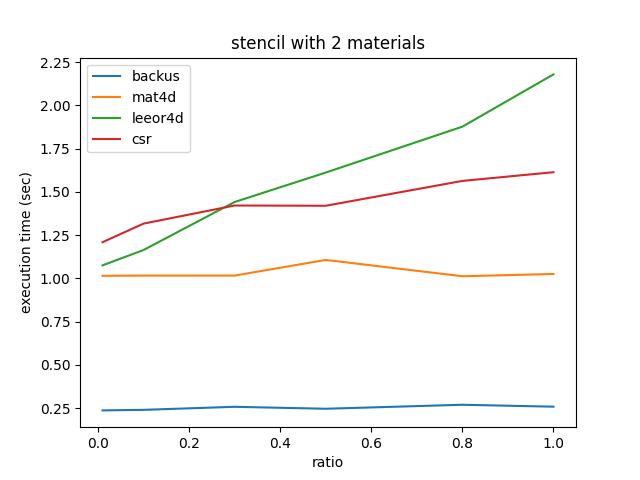 stencil with 2 materials
backus
mat4d
leeor4d
csr
2.25
2.00
1.75
1.50
1.25
1.00
0.75
0.50
0.25
execution time (sec)
0.0 0.2 0.4 0.6 0.8 1.0
ratio